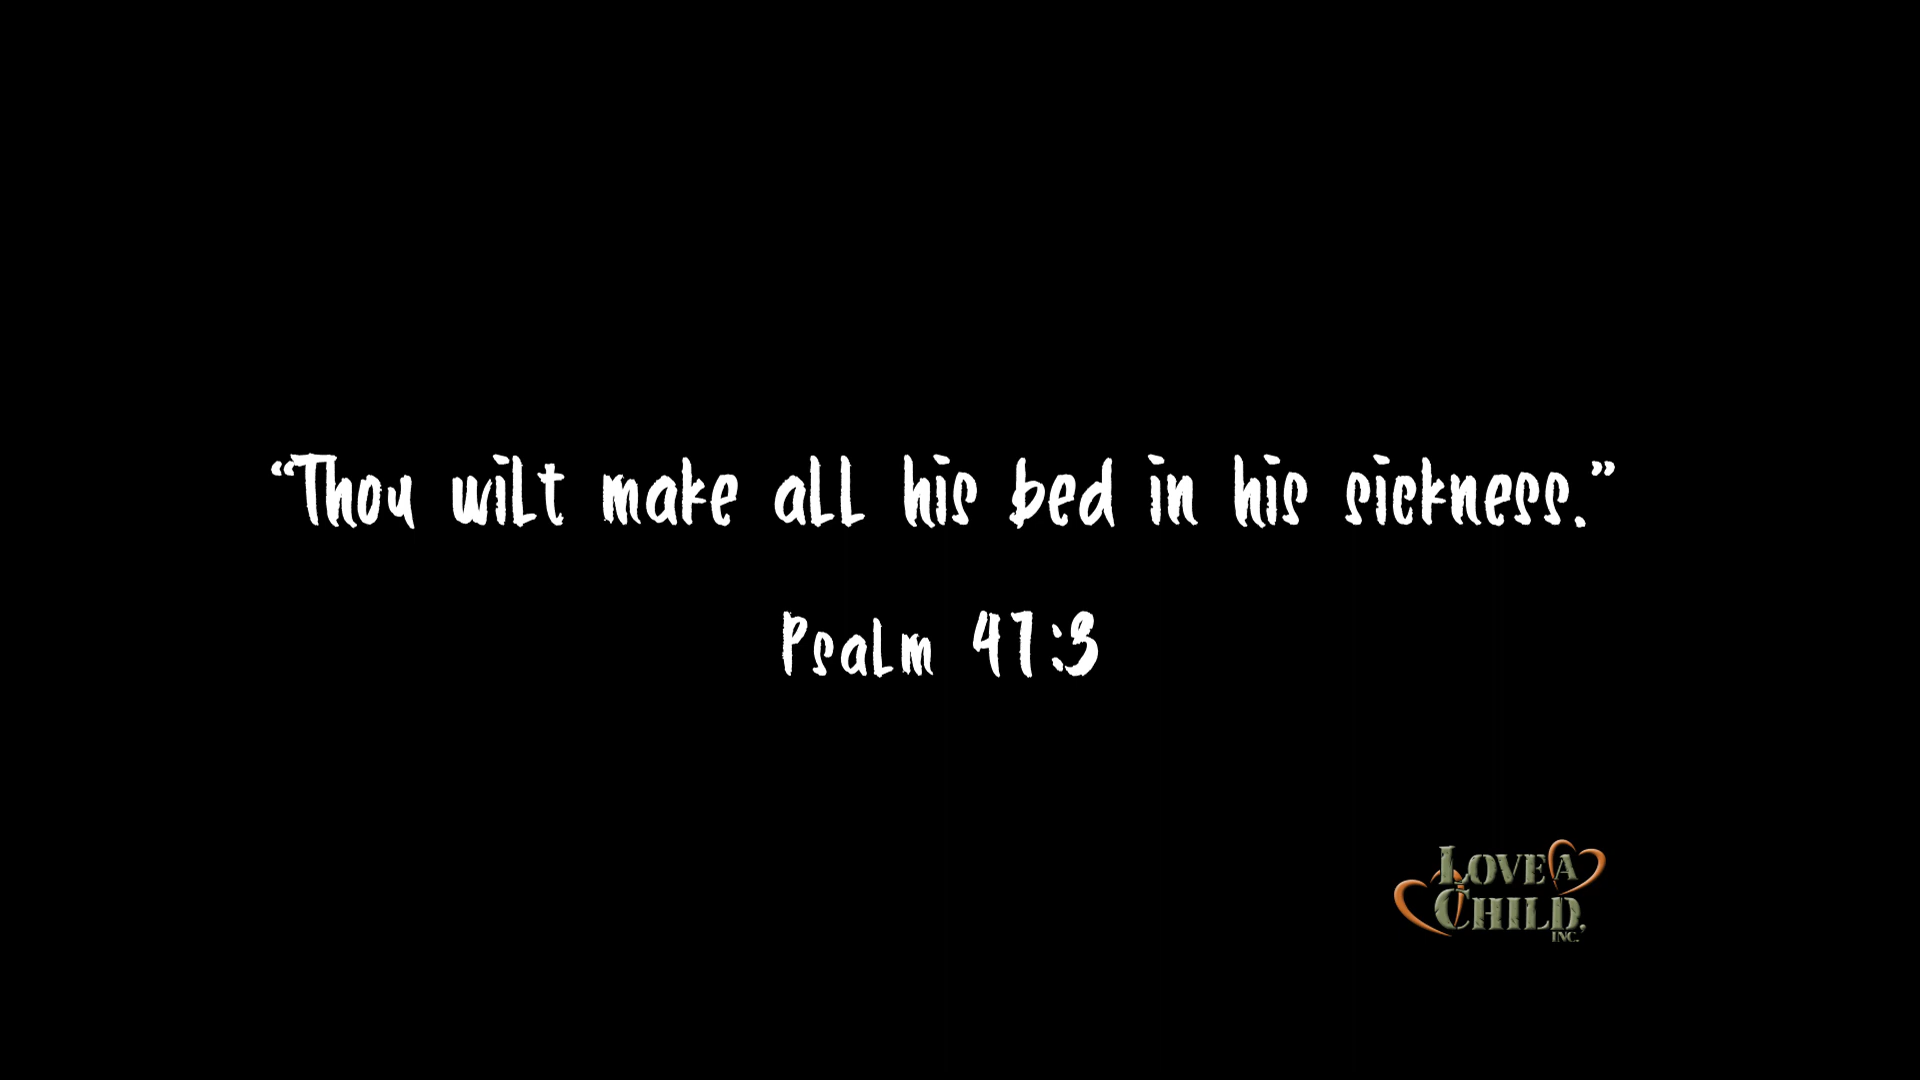 “Thou wilt make all his bed in his sickness.”
Psalm 41:3
LOVE A
CHILD,
INC.